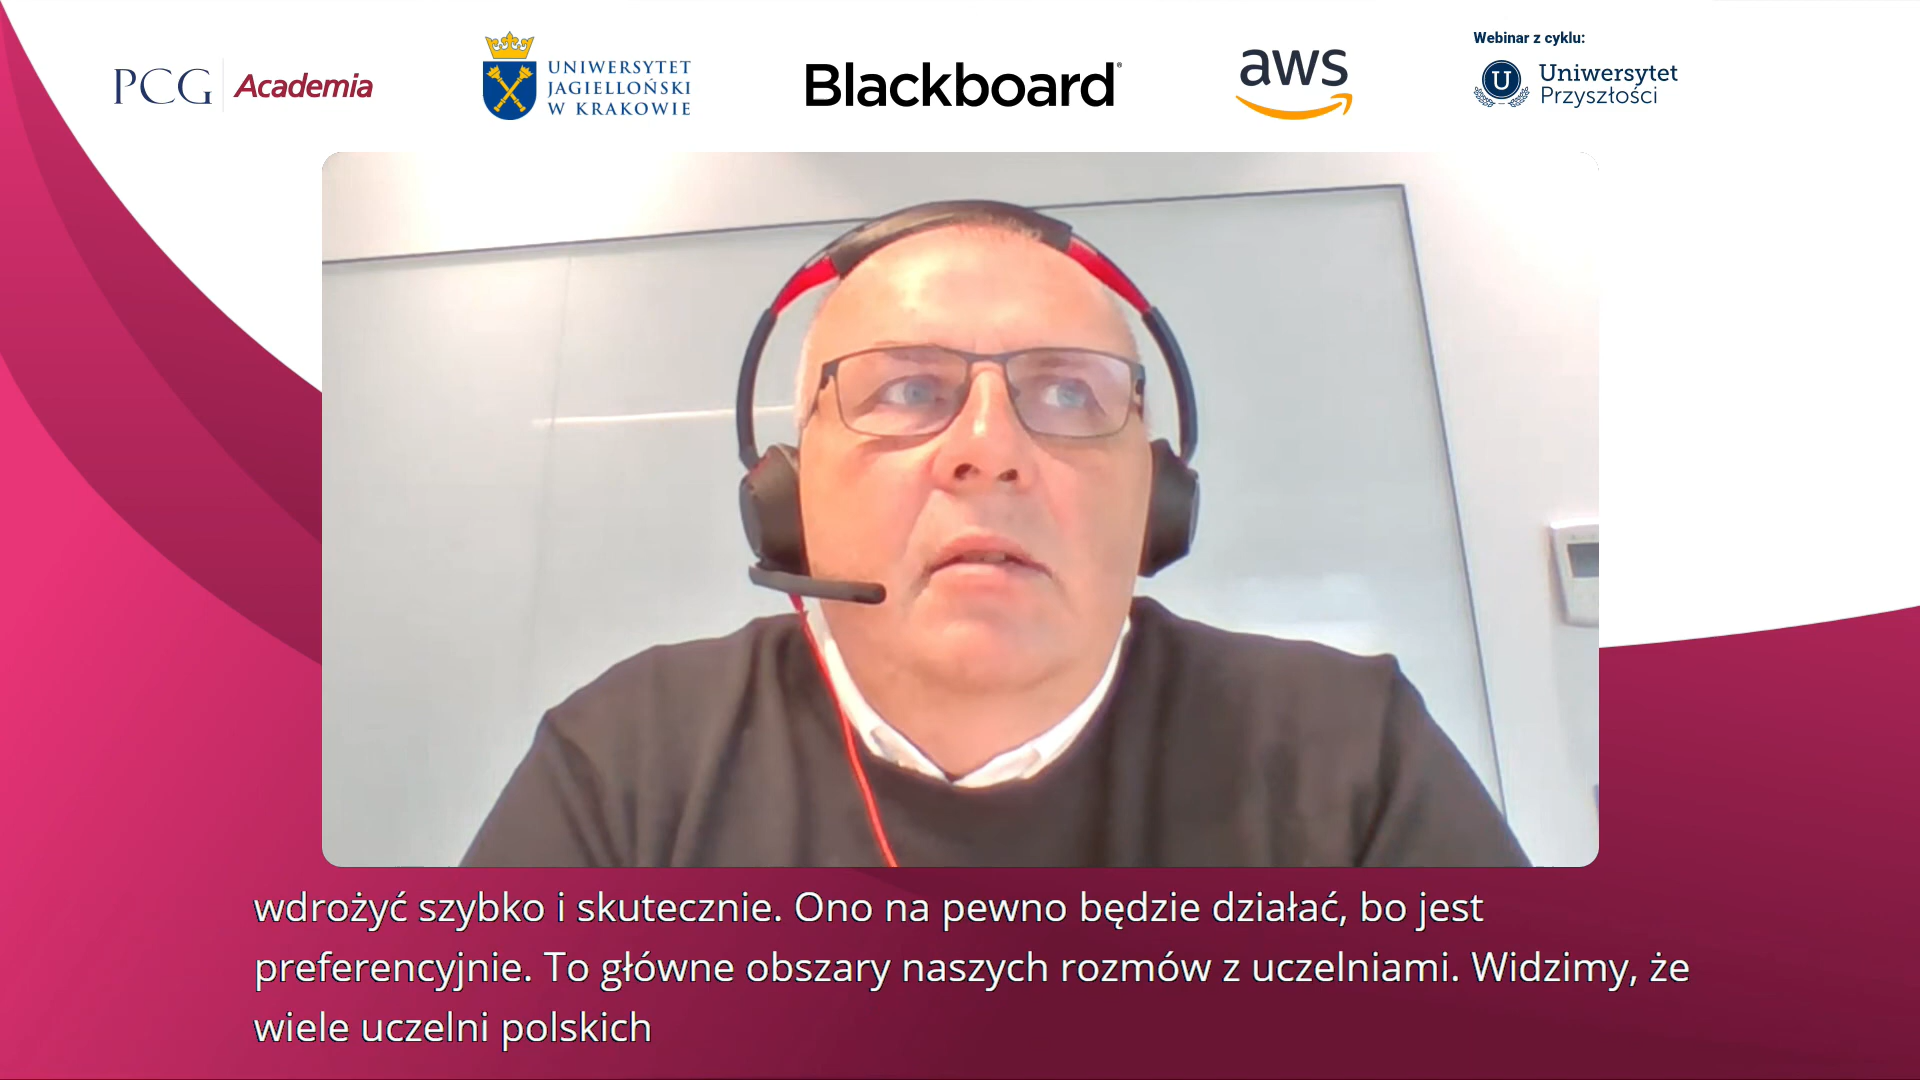 Webinar z cyklu:
PCG Academia
UNIWERSYTET
JAGIELLOŃSKI
W KRAKOWIE
Blackboard®
aws
U Uniwersytet
Przyszłości
wdrożyć szybko i skutecznie. Ono na pewno będzie działać, bo jest
preferencyjnie. To główne obszary naszych rozmów z uczelniami. Widzimy, że
wiele uczelni polskich